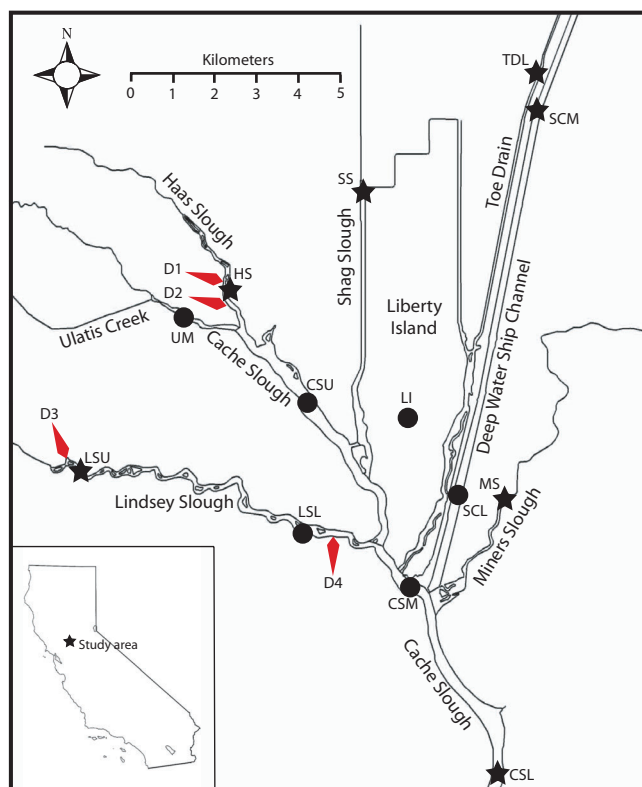 N
Kilometers
0 1 2 3 4 5
TDL
SCM
Toe Drain
SS
Haas Slough
Shag Slough
D1
HS
D2
Liberty
Island
Deep Water Ship Channel
Ulatis Creek
UM
Cache Slough
CSU
LI
D3
LSU
MS
Lindsey Slough
SCL
LSL
Miners Slough
D4
CSM
Study area
Cache Slough
CSL